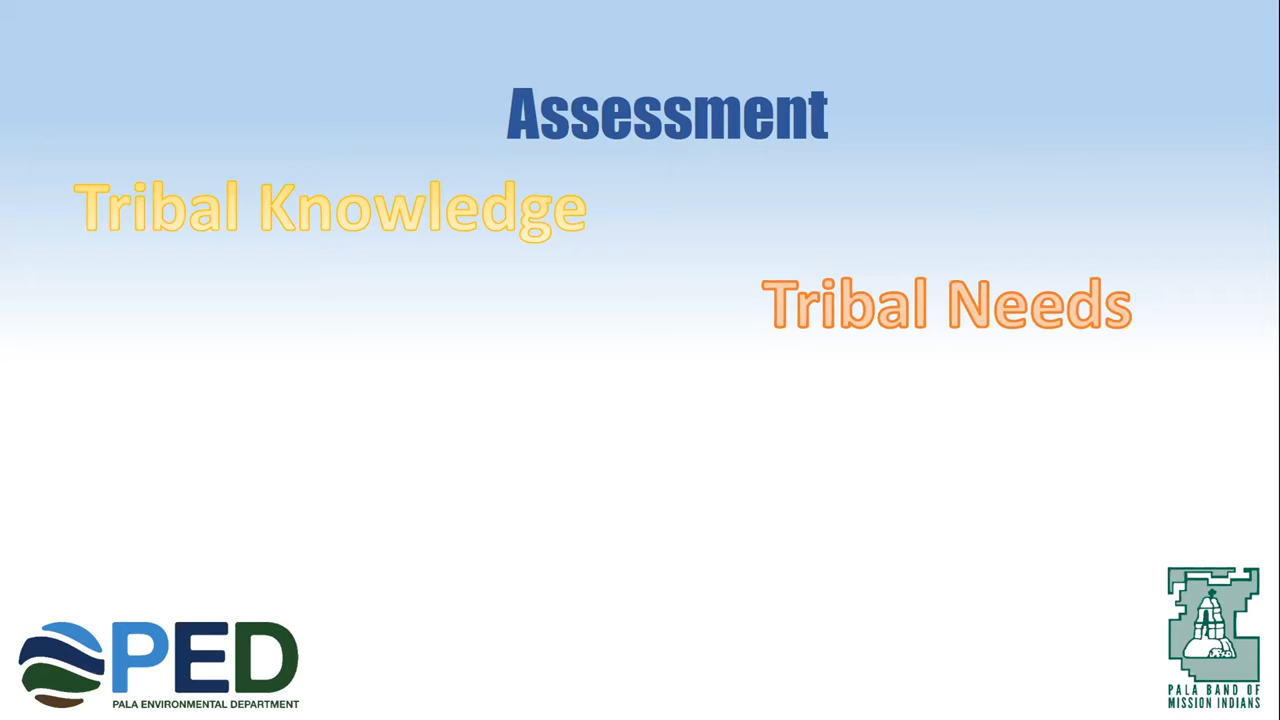 Assessment
Tribal Knowledge
Tribal Needs
PED
PALA ENVIRONMENTAL DEPARTMENT
PALA BAND OF
MISSION INDIANS